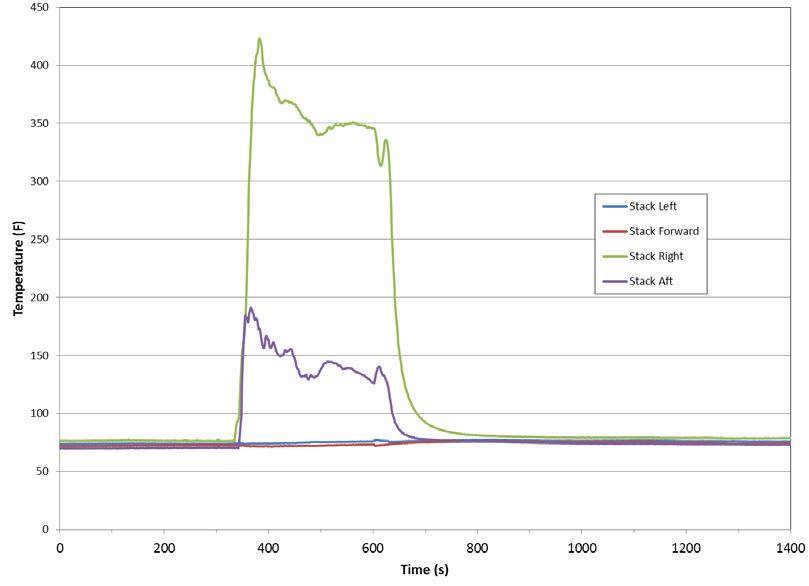 450
400
350
300
250
200
150
100
50
0
Temperature (F)
Stack Left
Stack Forward
Stack Right
Stack Aft
0 200 400 600 800 1000 1200 1400
Time (s)